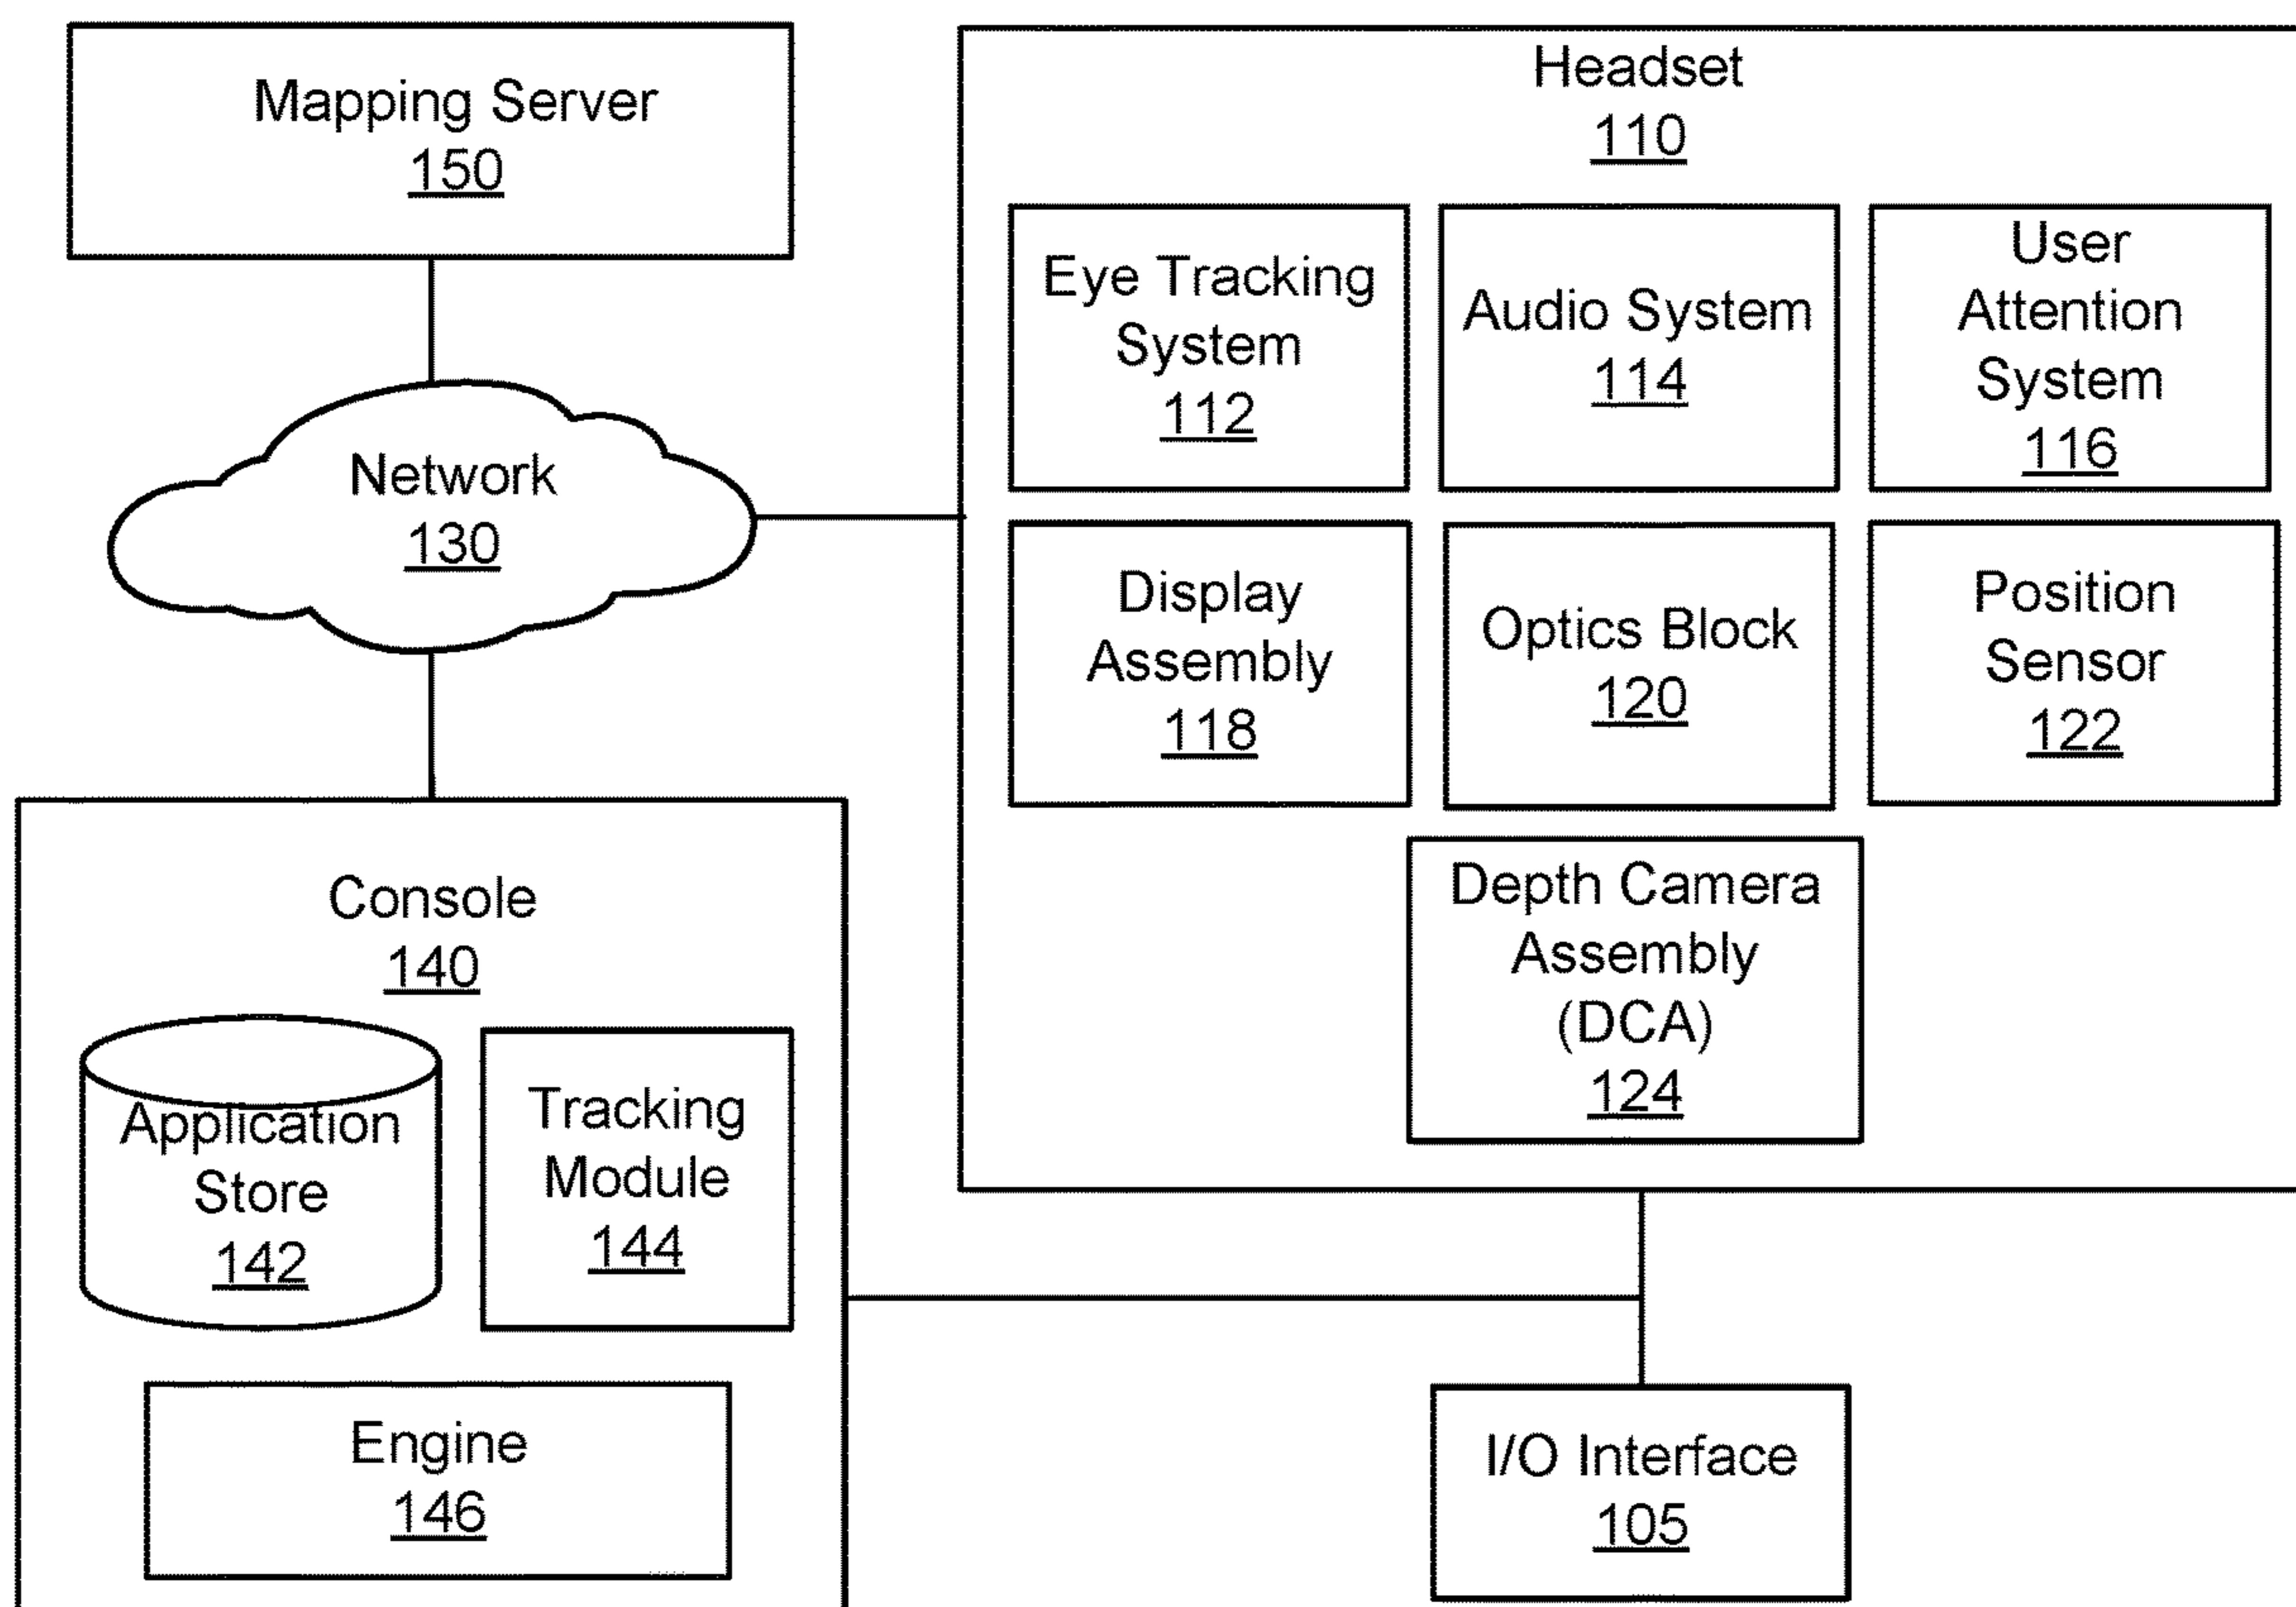 Mapping Server
150
Network
130
Headset
110
Eye Tracking
System
112
Audio System
114
User
Attention
System
116
Display
Assembly
118
Optics Block
120
Position
Sensor
122
Depth Camera
Assembly
(DCA)
124
Console
140
Application
Store
142
Tracking
Module
144
Engine
146
I/O Interface
105